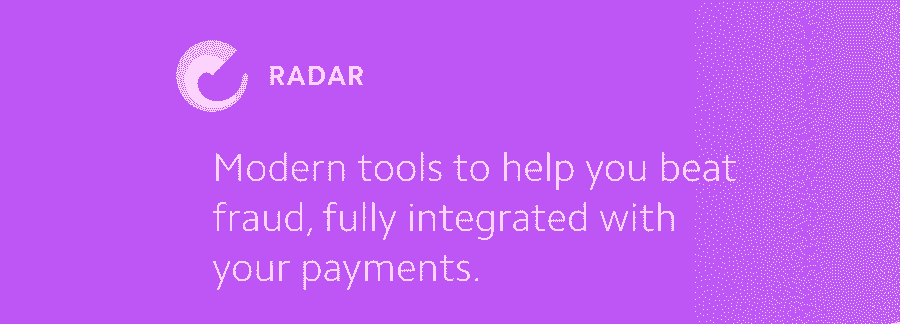 RADAR
Modern tools to help you beat
fraud, fully integrated with
your payments.